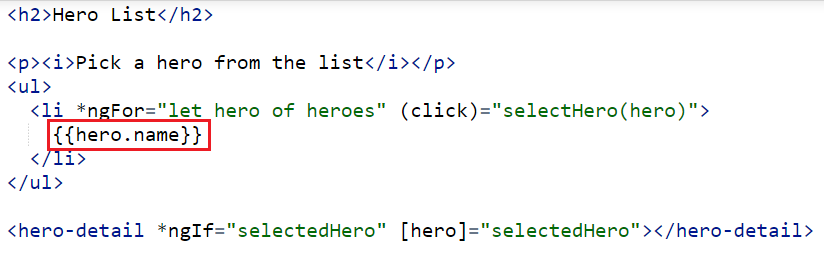 <h2>Hero List</h2>
<p><i>Pick a hero from the list</i></p>
<ul>
<li *ngFor="let hero of heroes" (click)="selectHero(hero)">
{{hero.name}}
</li>
</ul>
<hero-detail *ngIf="selectedHero" [hero]="selectedHero"></hero-detail>